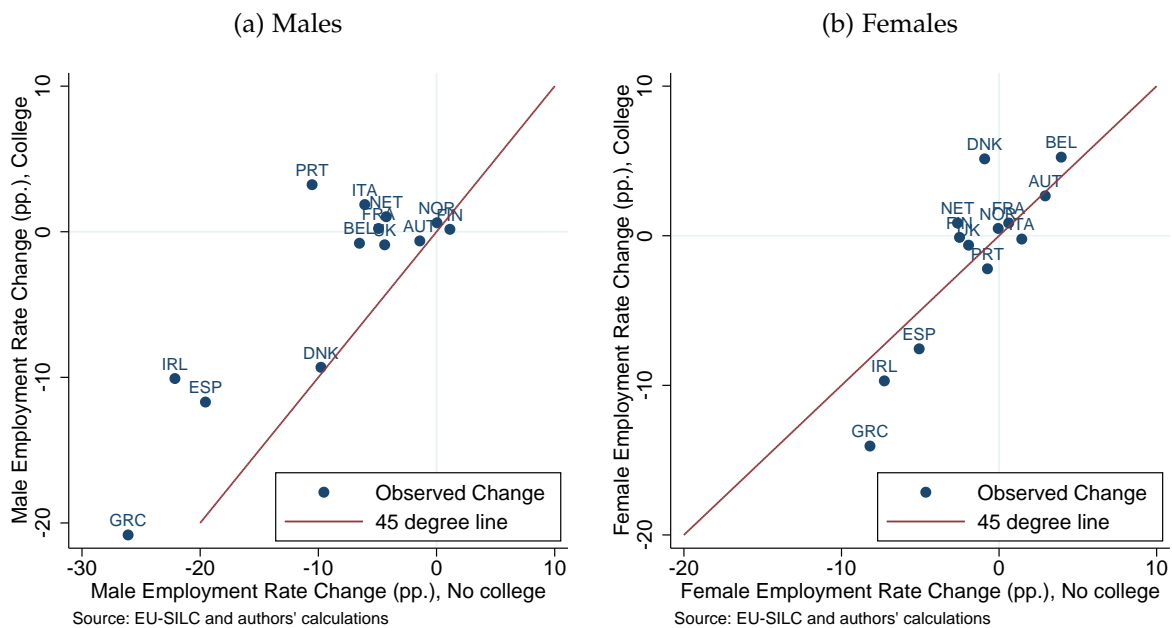 (a) Males
Male Employment Rate Change (pp.), College
10
0
-10
-20
PRT
ITA
NET
FRA
NOR
FIN
BEL
UK
AUT
DNK
IRL
ESP
GRC
Observed Change
45 degree line
-30
-20
-10
0
10
Male Employment Rate Change (pp.), No college
Source: EU-SILC and authors' calculations
(b) Females
Female Employment Rate Change (pp.), College
10
0
-10
-20
DNK
BEL
AUT
NET
FRA
NOR
FIN
UK
ITA
PRT
ESP
IRL
GRC
Observed Change
45 degree line
-20
-10
0
10
Female Employment Rate Change (pp.), No college
Source: EU-SILC and authors' calculations